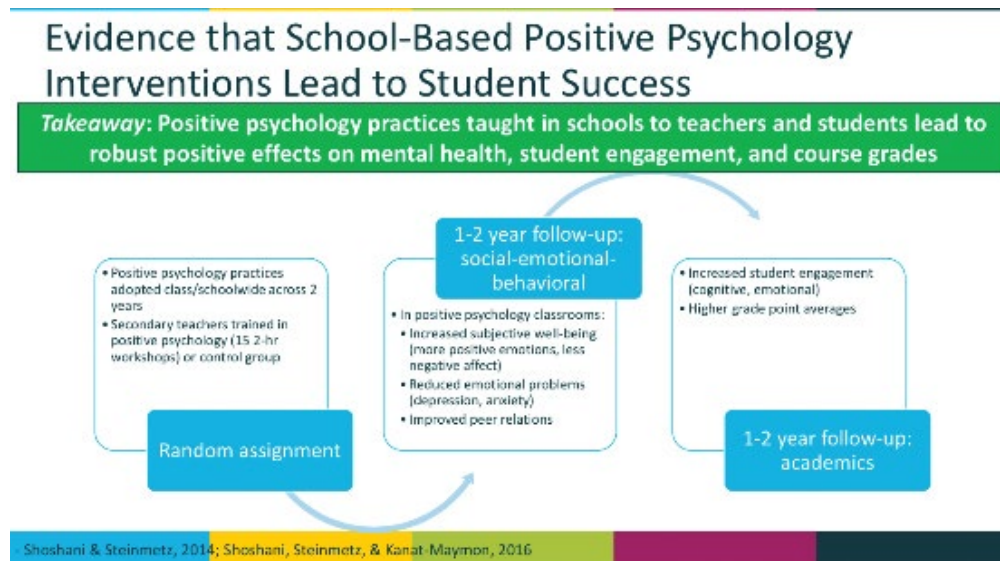 Evidence that School-Based Positive Psychology
Interventions Lead to Student Success
Takeaway: Positive psychology practices taught in schools to teachers and students lead to
robust positive effects on mental health, student engagement, and course grades
• Positive psychology practices
adopted class/schoolwide across 2
years
• Secondary teachers trained in
positive psychology (15 2-hr
workshops) or control group
Random assignment
1-2 year follow-up:
social-emotional-
behavioral
• In positive psychology classrooms:
• Increased subjective well-being
(more positive emotions, less
negative affect)
• Reduced emotional problems
(depression, anxiety)
• Improved peer relations
• Increased student engagement
(cognitive, emotional)
• Higher grade point averages
1-2 year follow-up:
academics
- Shoshani & Steinmetz, 2014; Shoshani, Steinmetz, & Kanat-Maymon, 2016